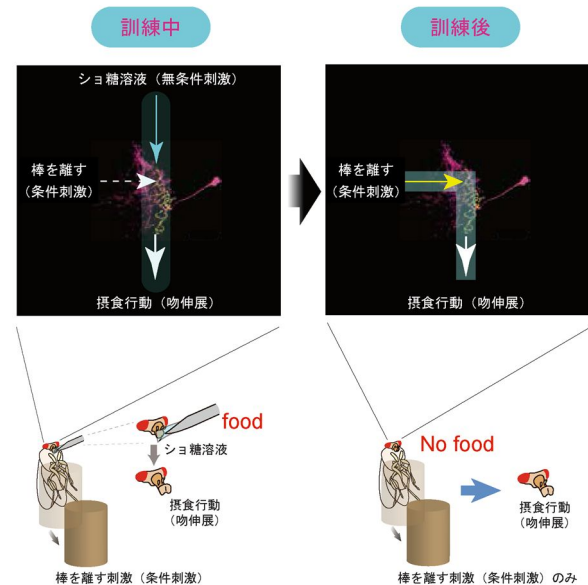 訓練中
訓練後
ショ糖溶液（無条件刺激）
棒を離す
（条件刺激）
摂食行動（吻伸展）
棒を離す
（条件刺激）
摂食行動（吻伸展）
food
ショ糖溶液
摂食行動
（吻伸展）
棒を離す刺激（条件刺激）
No food
摂食行動
（吻伸展）
棒を離す刺激（条件刺激）のみ